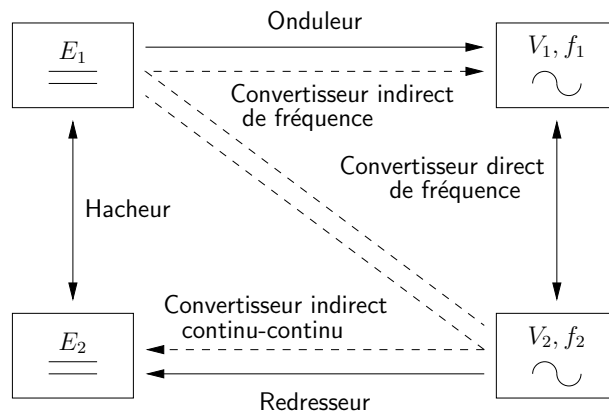 Onduleur
E₁
V₁, f₁
Convertisseur indirect
de fréquence
Convertisseur direct
de fréquence
Hacheur
Convertisseur indirect
continu-continu
E₂
V₂, f₂
Redresseur